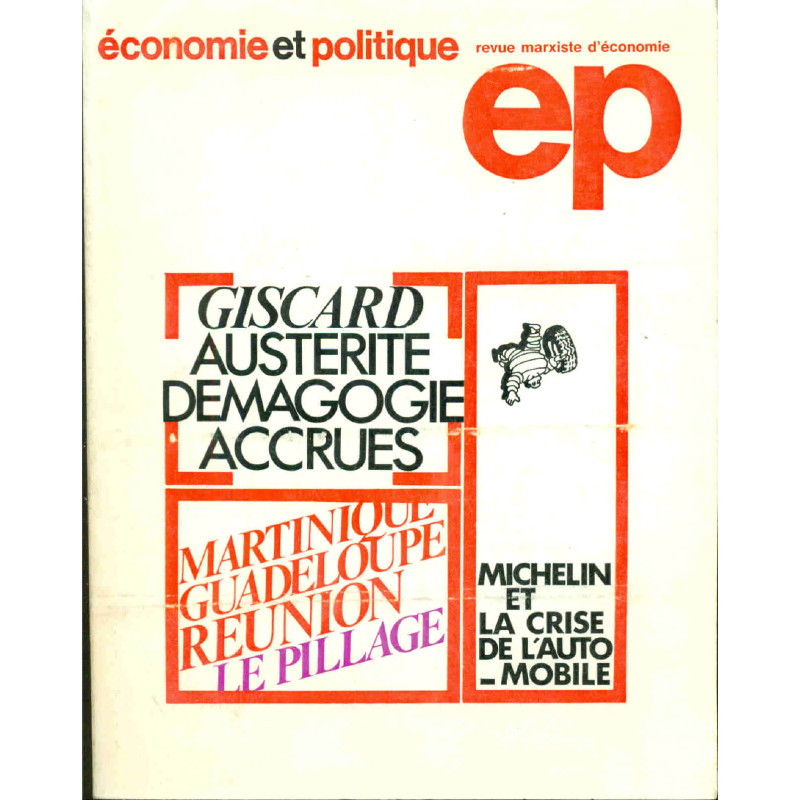 économie et politique
revue marxiste d'économie
ep
GISCARD
AUSTERITE
DEMAGOGIE
ACCRUES
MARTINIQUE
GUADELOUPE
REUNION
LE PILLAGE
MICHELIN
ET
LA CRISE
DE L'AUTO
_MOBILE